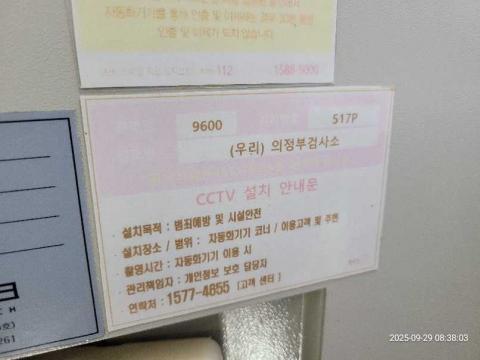 자동화기기를 통해 인출 및 이체하는 경우 30분 동안
인출 및 이체가 되지 않습니다
112
1588-5000
9600
517P
(우리) 의정부검사소
CCTV 설치 안내문
설치목적 : 범죄예방 및 시설안전
설치장소 / 범위 : 자동화기기 코너 / 이용고객 및 주변
촬영시간 : 자동화기기 이용 시
관리책임자 : 개인정보 보호 담당자
연락처 : 1577-4655 [고객 센터]
261
2025-09-29 08:38:03